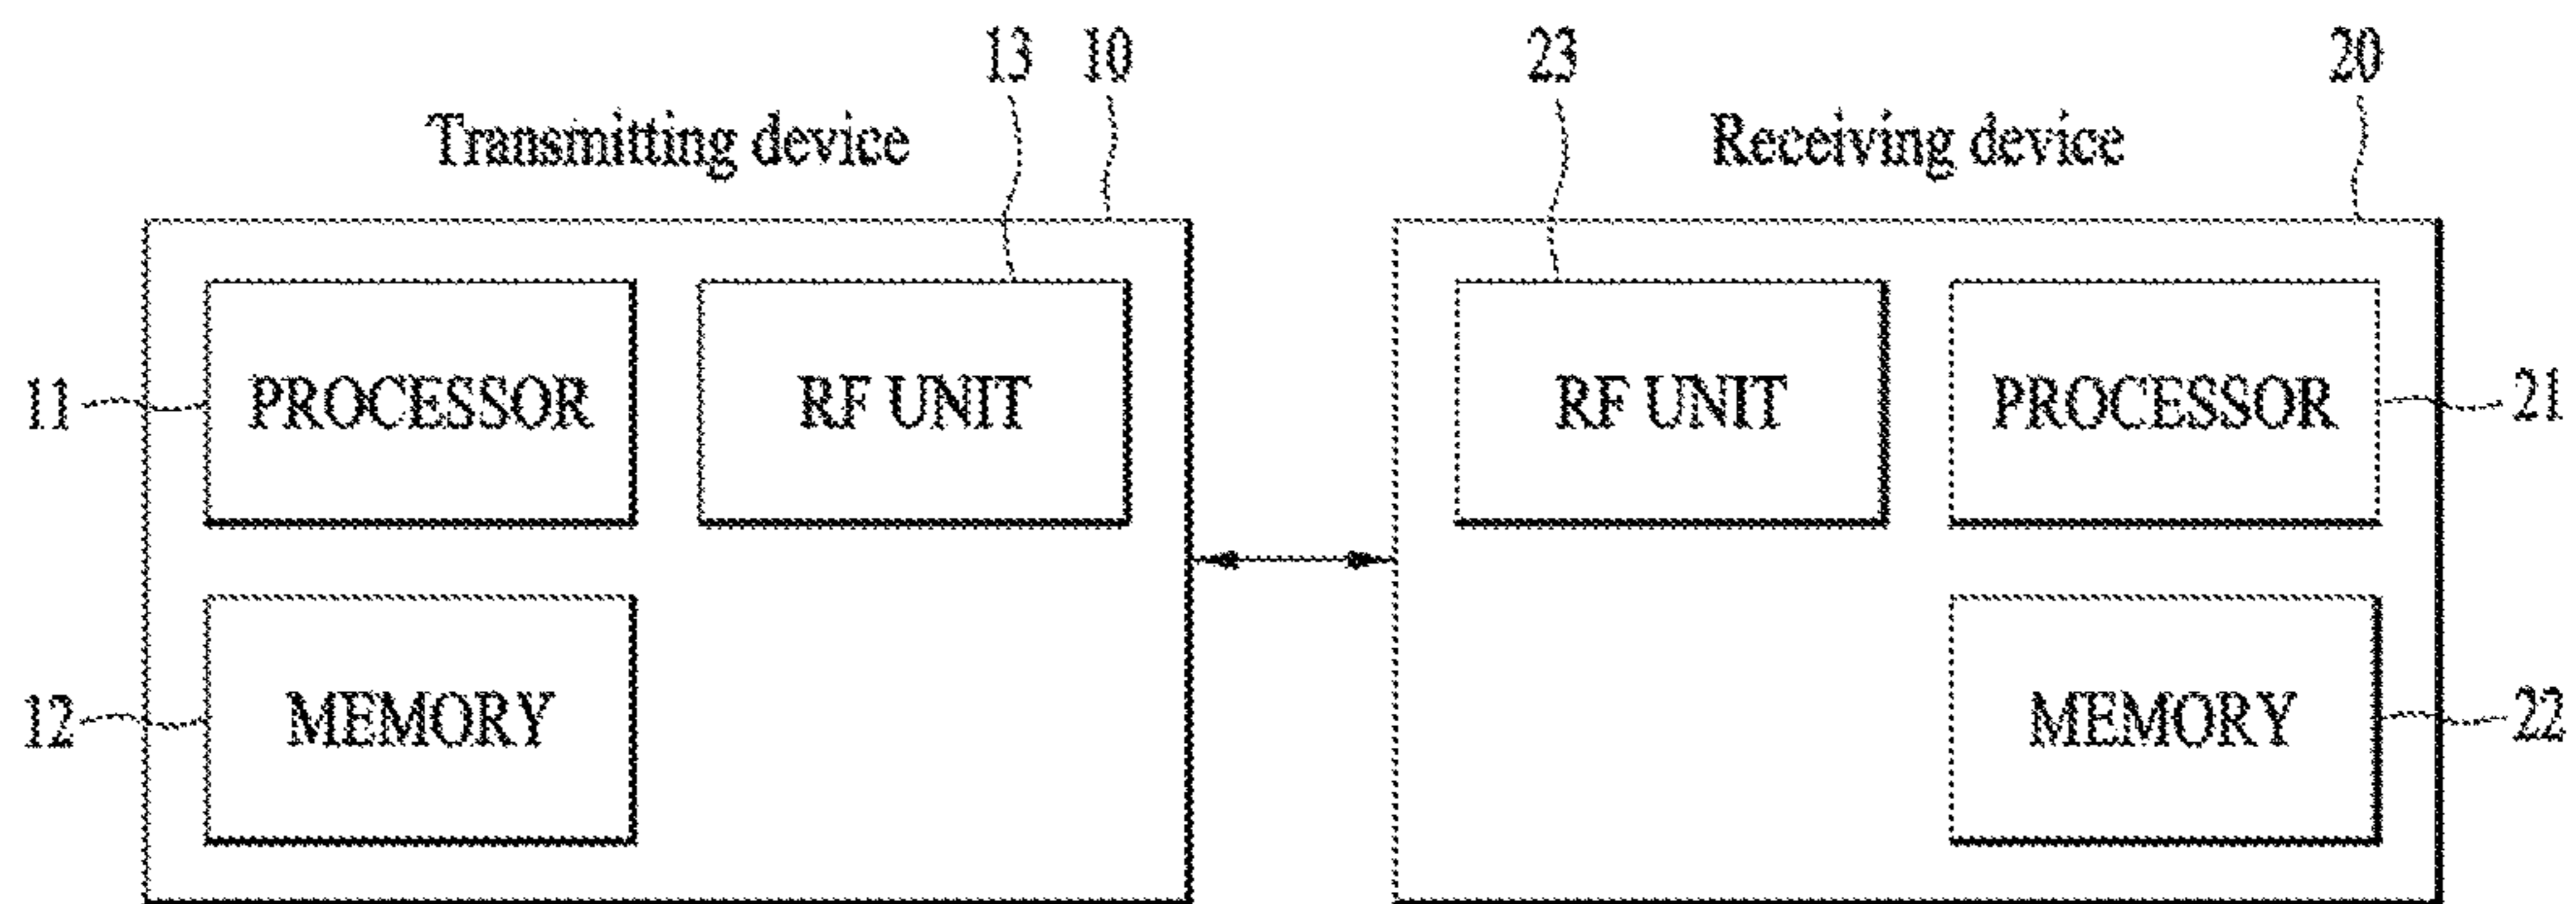 13 10 23 20
Transmitting device Receiving device
11 PROCESSOR RF UNIT RF UNIT PROCESSOR 21
12 MEMORY MEMORY 22